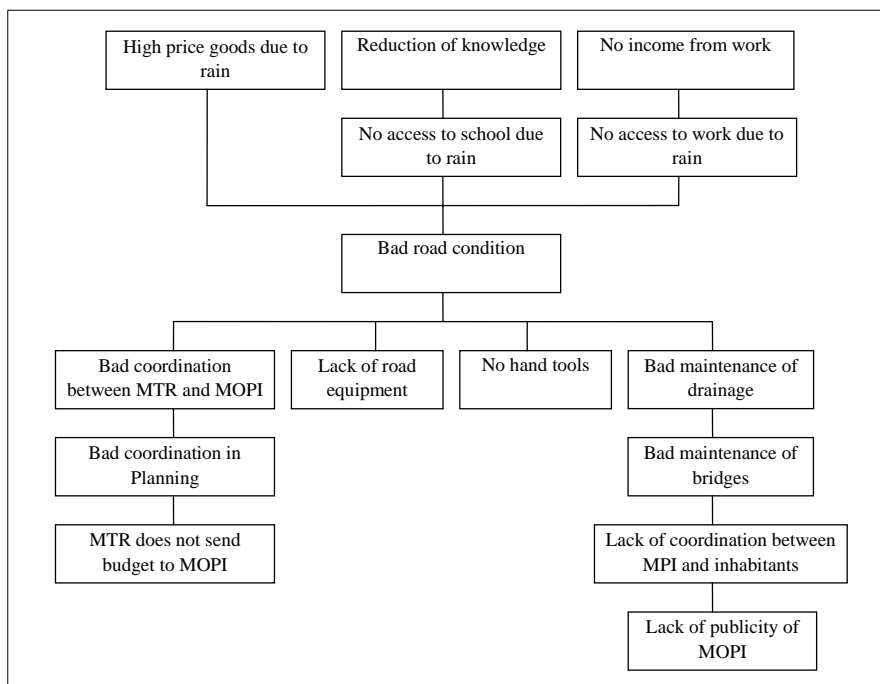 High price goods due to
rain
Reduction of knowledge
No income from work
No access to school due
to rain
No access to work due to
rain
Bad road condition
Bad coordination
between MTR and MOPI
Lack of road
equipment
No hand tools
Bad maintenance of
drainage
Bad coordination in
Planning
Bad maintenance of
bridges
MTR does not send
budget to MOPI
Lack of coordination between
MPI and inhabitants
Lack of publicity of
MOPI